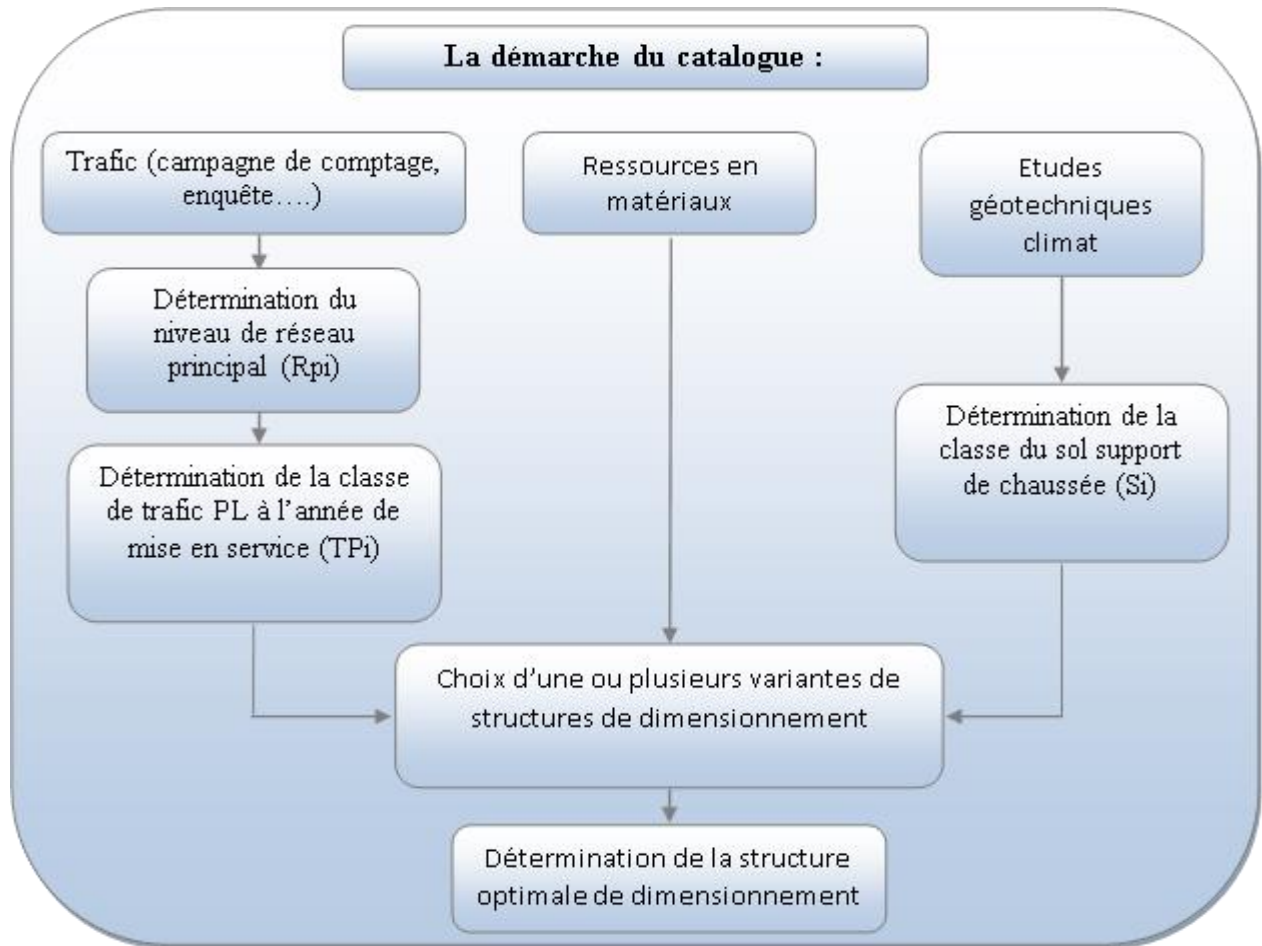 La démarche du catalogue :
Trafic (campagne de comptage,
enquête....)
Ressources en
matériaux
Etudes
géotechniques
climat
Détermination du
niveau de réseau
principal (Rpi)
Détermination de la classe
de trafic PL à l'année de
mise en service (TPi)
Détermination de la
classe du sol support
de chaussée (Si)
Choix d'une ou plusieurs variantes de
structures de dimensionnement
Détermination de la structure
optimale de dimensionnement